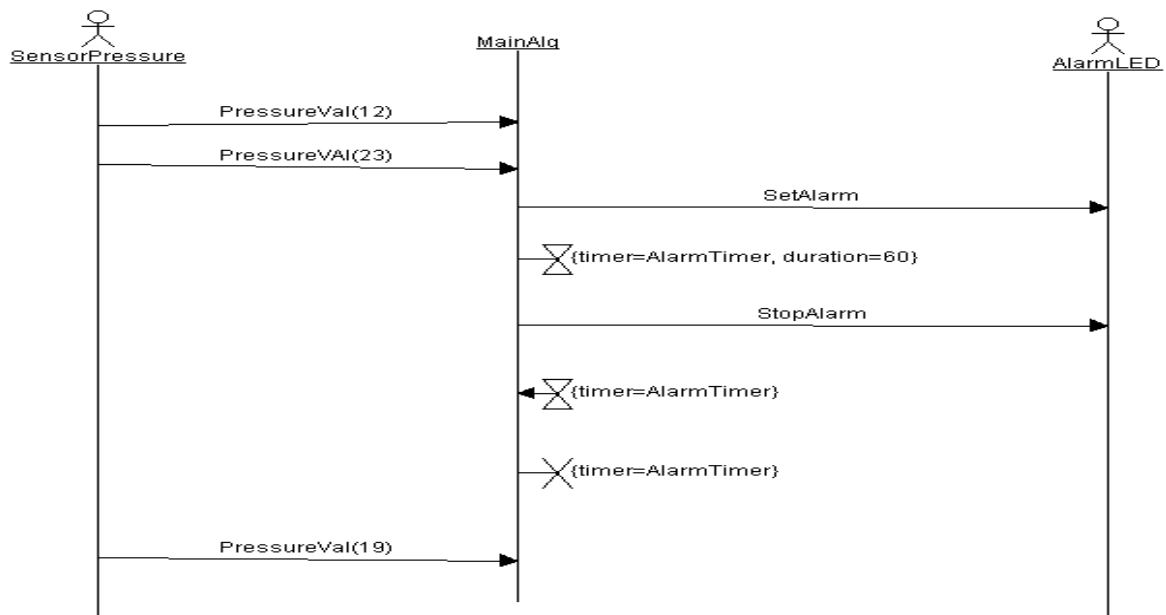 SensorPressure
MainAlg
AlarmLED
PressureVal(12)
PressureVAl(23)
SetAlarm
{timer=AlarmTimer, duration=60}
StopAlarm
{timer=AlarmTimer}
{timer=AlarmTimer}
PressureVal(19)